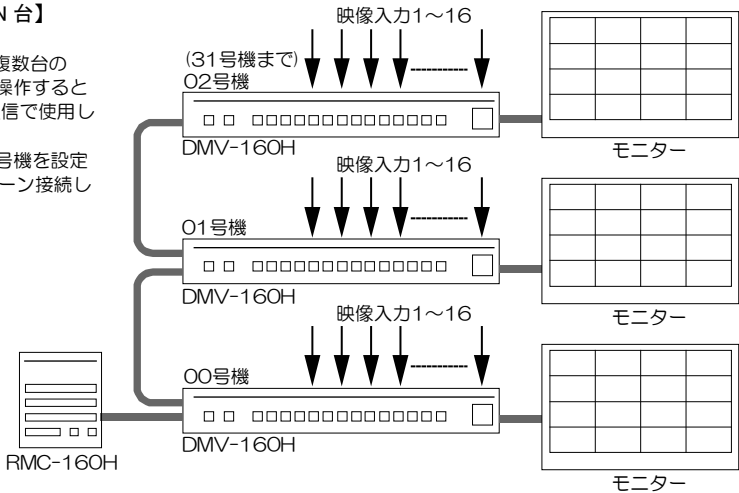 N 台】
複数台の
操作すると
信で使用し
号機を設定
ーン接続し
映像入力1～16
(31号機まで)
02号機
DMV-160H
モニター
映像入力1～16
01号機
DMV-160H
モニター
映像入力1～16
00号機
DMV-160H
RMC-160H
モニター